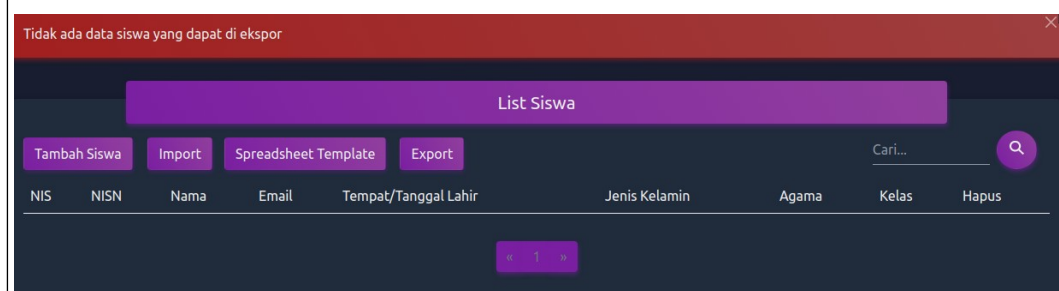 Tidak ada data siswa yang dapat di ekspor
List Siswa
Tambah Siswa Import Spreadsheet Template Export Cari...
NIS NISN Nama Email Tempat/Tanggal Lahir Jenis Kelamin Agama Kelas Hapus
« 1 »